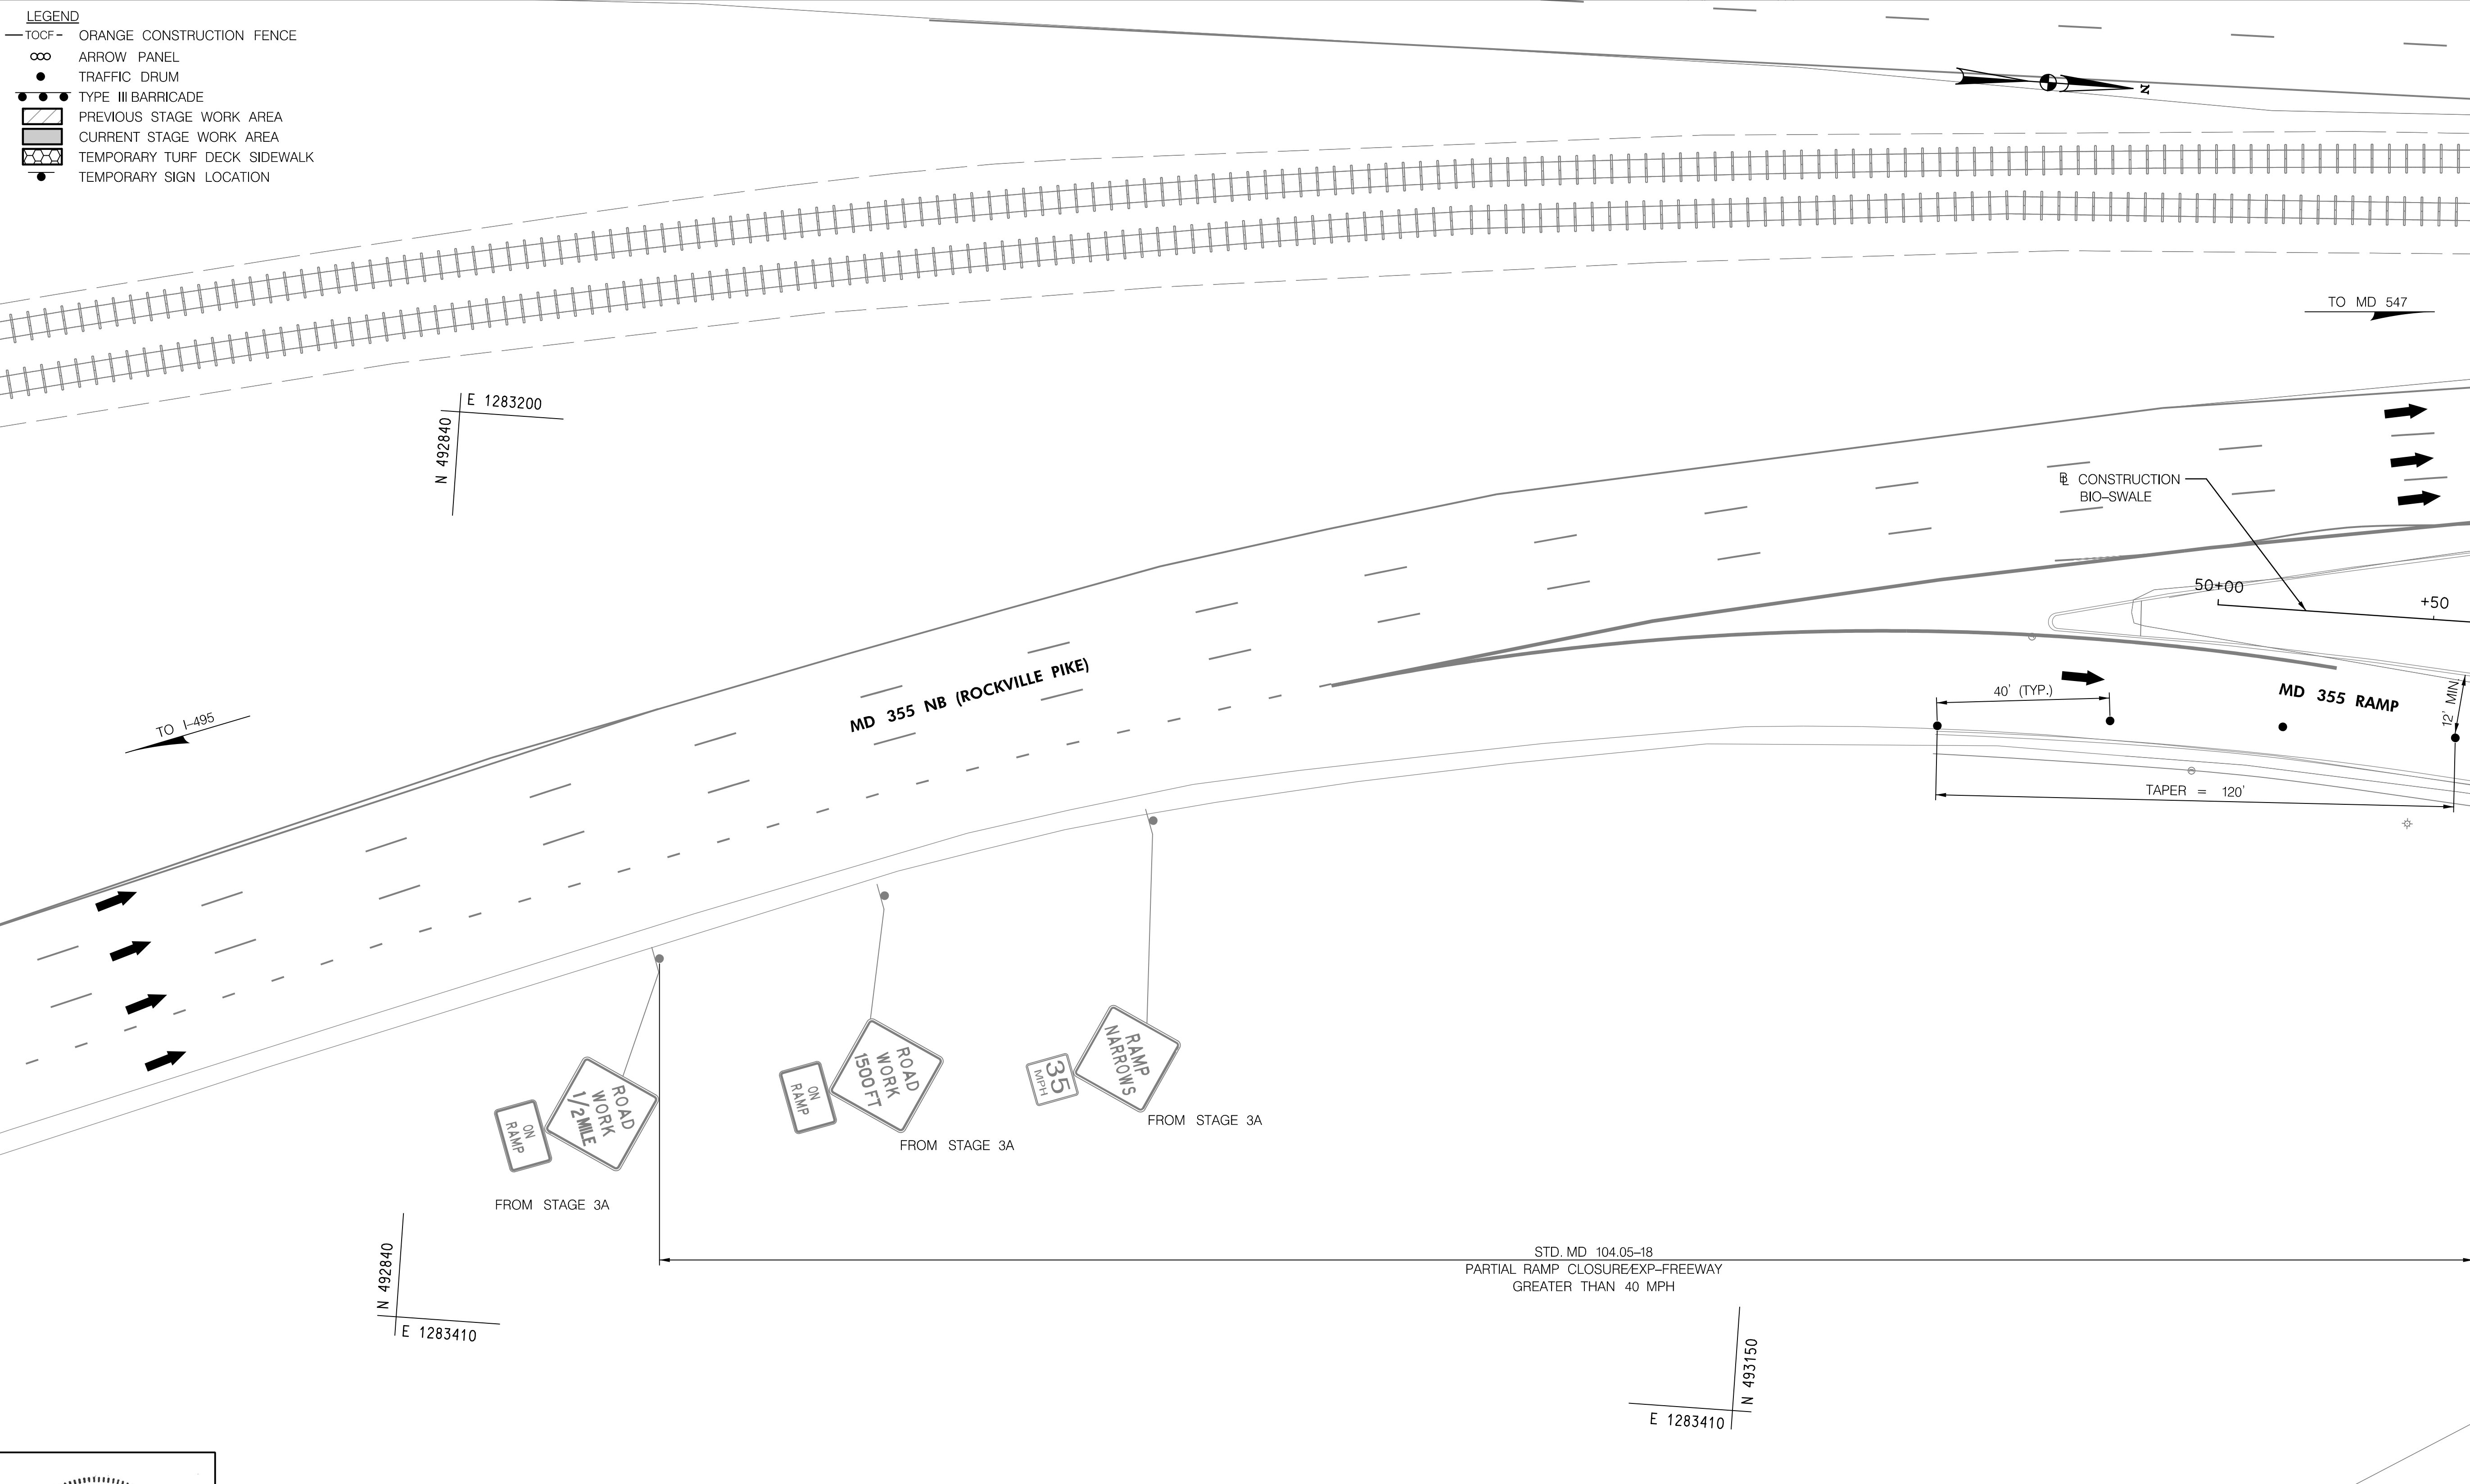 LEGEND
TOCF ORANGE CONSTRUCTION FENCE
ARROW PANEL
TRAFFIC DRUM
TYPE III BARRICADE
PREVIOUS STAGE WORK AREA
CURRENT STAGE WORK AREA
TEMPORARY TURF DECK SIDEWALK
TEMPORARY SIGN LOCATION
N
TO MD 547
E 1283200
N 492840
BL CONSTRUCTION
BIO-SWALE
50+00
+50
MD 355 NB (ROCKVILLE PIKE)
TO I-495
40' (TYP.)
MD 355 RAMP
12' MIN.
TAPER = 120'
ROAD
WORK
1/2 MILE
ON
RAMP
FROM STAGE 3A
ROAD
WORK
1500 FT
ON
RAMP
FROM STAGE 3A
RAMP
NARROWS
35
MPH
FROM STAGE 3A
STD. MD 104.05-18
PARTIAL RAMP CLOSURE/EXP-FREEWAY
GREATER THAN 40 MPH
N 492840
E 1283410
N 493150
E 1283410